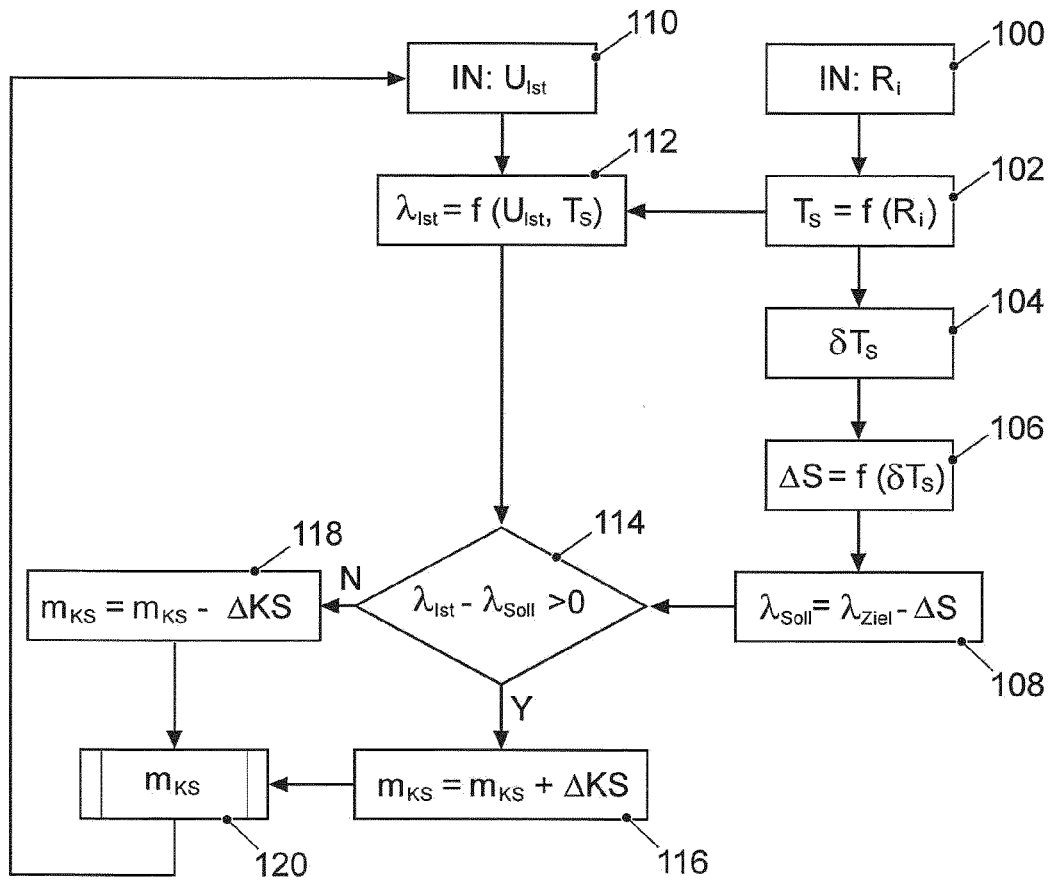 110
IN: U_Ist
100
IN: R_i
112
λ_Ist = f (U_Ist, T_S)
102
T_S = f (R_i)
104
δT_S
106
ΔS = f (δT_S)
114
λ_Ist - λ_Soll >0
N
Y
118
m_KS = m_KS - ΔKS
λ_Soll = λ_Ziel - ΔS
108
m_KS
120
m_KS = m_KS + ΔKS
116